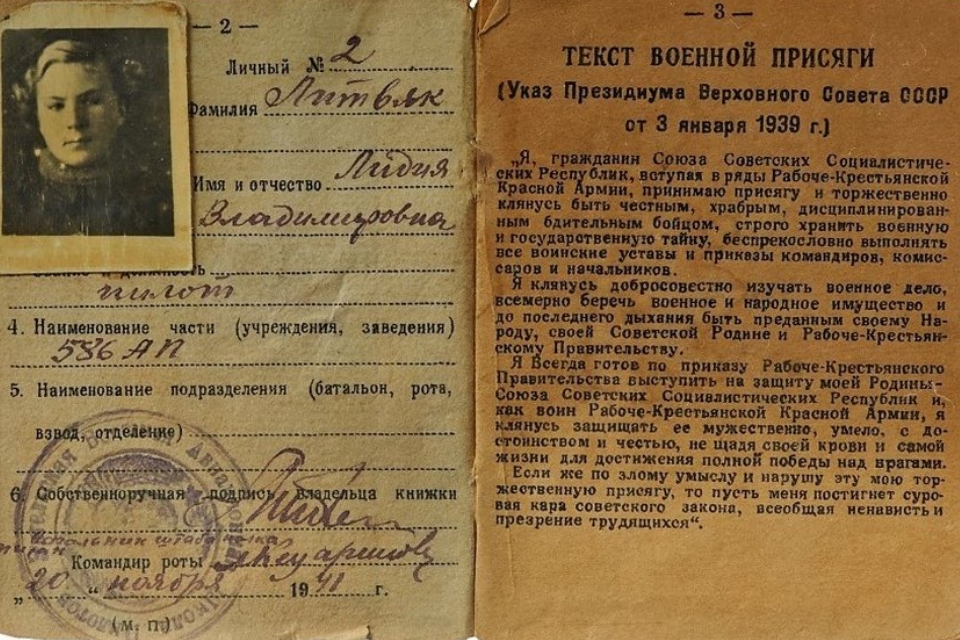 — 2 —
Личный № 2
Фамилия Литвяк
Имя и отчество Лидия
Владимировна
Звание и должность
пилот
4. Наименование части (учреждения, заведения)
586 АП
5. Наименование подразделения (батальон, рота,
взвод, отделение)
6. Собственноручная подпись владельца книжки
Командир роты
„20“ ноября 1941 г.
(м. п.)
— 3 —
ТЕКСТ ВОЕННОЙ ПРИСЯГИ
(Указ Президиума Верховного Совета СССР
от 3 января 1939 г.)
„Я, гражданин Союза Советских Социалистиче-
ских Республик, вступая в ряды Рабоче-Крестьянской
Красной Армии, принимаю присягу и торжественно
клянусь быть честным, храбрым, дисциплинирован-
ным бдительным бойцом, строго хранить военную
и государственную тайну, беспрекословно выполнять
все воинские уставы и приказы командиров, комис-
саров и начальников.
Я клянусь добросовестно изучать военное дело,
всемерно беречь военное и народное имущество и
до последнего дыхания быть преданным своему На-
роду, своей Советской Родине и Рабоче-Крестьян-
скому Правительству.
Я Всегда готов по приказу Рабоче-Крестьянского
Правительства выступить на защиту моей Родины-
Союза Советских Социалистических Республик и,
как воин Рабоче-Крестьянской Красной Армии, я
клянусь защищать ее мужественно, умело, с до-
стоинством и честью, не щадя своей крови и самой
жизни для достижения полной победы над врагами.
Если же по злому умыслу я нарушу эту мою тор-
жественную присягу, то пусть меня постигнет суро-
вая кара советского закона, всеобщая ненависть и
презрение трудящихся“.